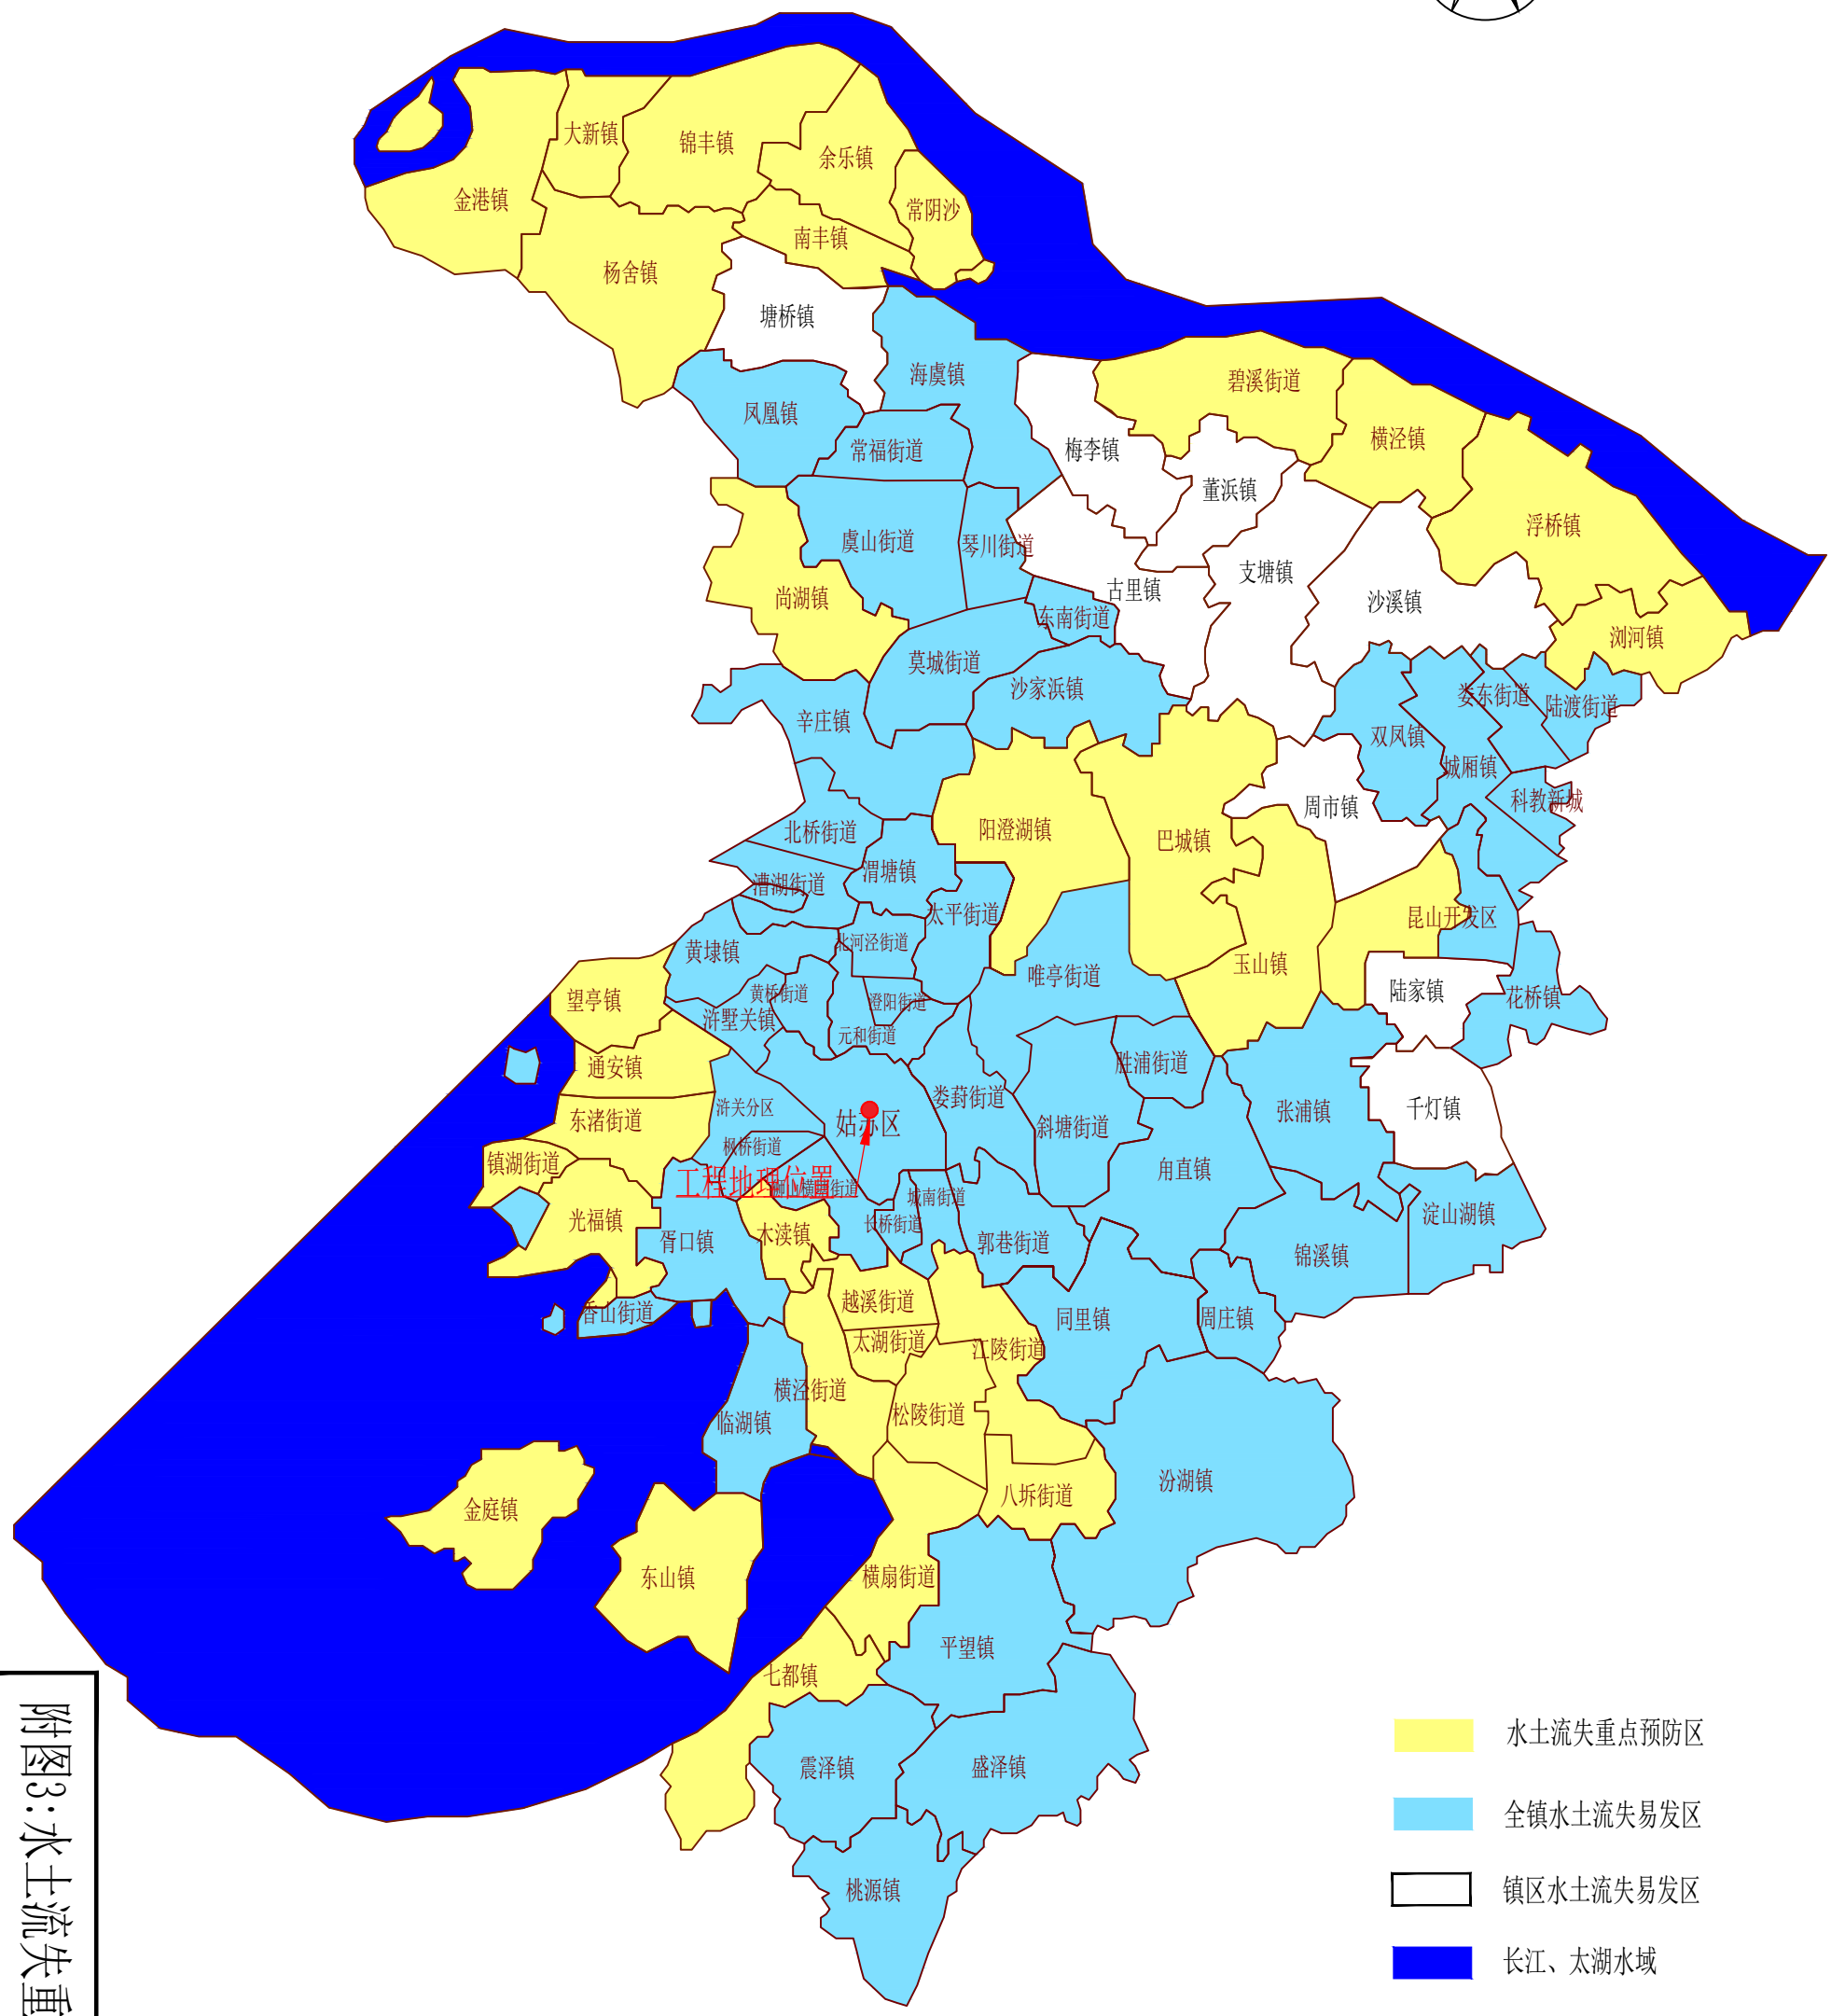 大新镇
锦丰镇
余乐镇
金港镇
常阴沙
南丰镇
杨舍镇
塘桥镇
海虞镇
碧溪街道
凤凰镇
横泾镇
常福街道
梅李镇
董浜镇
浮桥镇
虞山街道
琴川街道
支塘镇
古里镇
尚湖镇
沙溪镇
东南街道
浏河镇
莫城街道
沙家浜镇
娄东街道
陆渡街道
辛庄镇
双凤镇
城厢镇
科教新城
周市镇
北桥街道
阳澄湖镇
巴城镇
渭塘镇
漕湖街道
太平街道
昆山开发区
黄埭镇
北河泾街道
玉山镇
唯亭街道
望亭镇
黄桥街道
澄阳街道
陆家镇
花桥镇
浒墅关镇
元和街道
通安镇
胜浦街道
娄葑街道
浒关分区
张浦镇
千灯镇
东渚街道
姑苏区
斜塘街道
枫桥街道
镇湖街道
甪直镇
工程地理位置
城南街道
光福镇
长桥街道
淀山湖镇
木渎镇
胥口镇
郭巷街道
锦溪镇
香山街道
越溪街道
同里镇
周庄镇
太湖街道
江陵街道
横泾街道
松陵街道
临湖镇
汾湖镇
八坼街道
金庭镇
东山镇
横扇街道
平望镇
七都镇
震泽镇
盛泽镇
桃源镇
水土流失重点预防区
全镇水土流失易发区
镇区水土流失易发区
长江、太湖水域
附图3:水土流失重